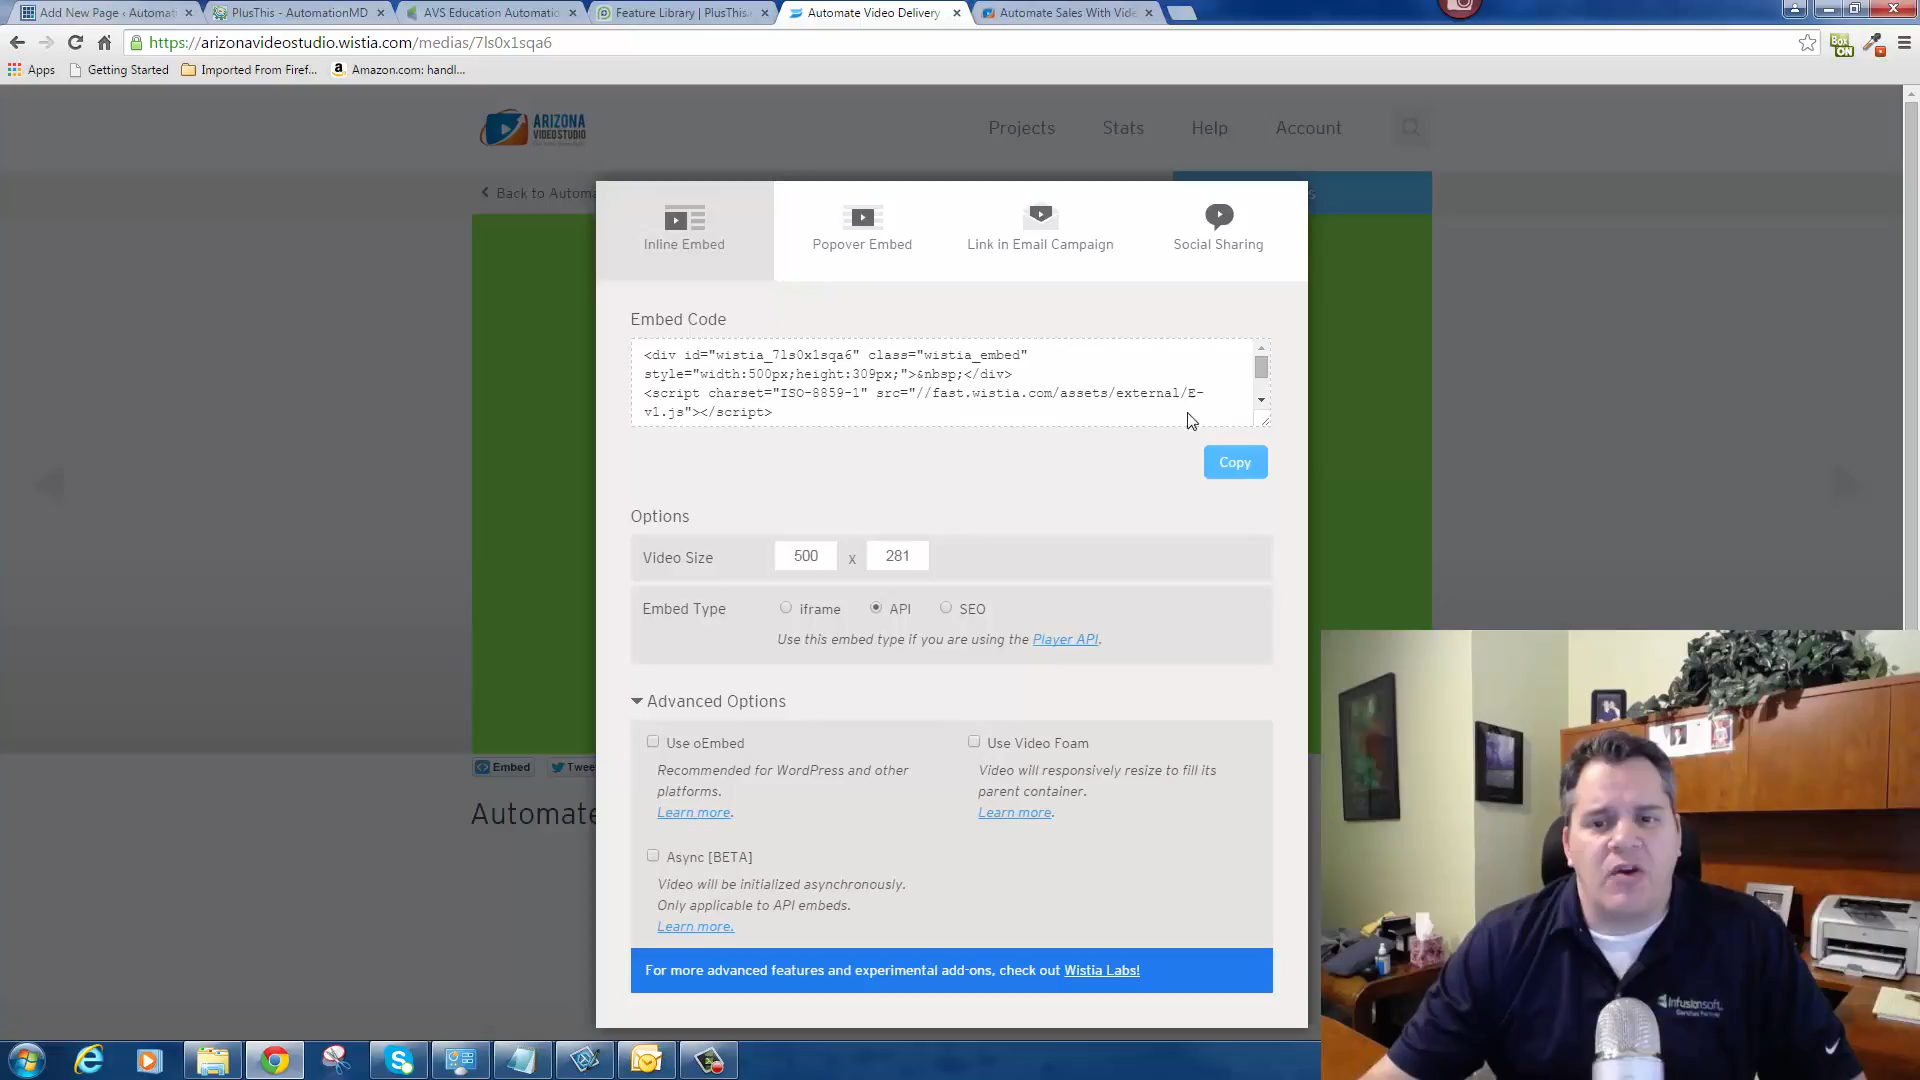 Add New Page ‹ Automat
PlusThis - AutomationMD
AVS Education Automatio
Feature Library | PlusThis
Automate Video Delivery
Automate Sales With Vide
https://arizonavideostudio.wistia.com/medias/7ls0x1sqa6
Box
ON
Apps
Getting Started
Imported From Firef...
Amazon.com: handl...
ARIZONA
VIDEO STUDIO
Projects
Stats
Help
Account
Back to Automa
Inline Embed
Popover Embed
Link in Email Campaign
Social Sharing
Embed Code
<div id="wistia_7ls0x1sqa6" class="wistia_embed"
style="width:500px;height:309px;">&nbsp;</div>
<script charset="ISO-8859-1" src="//fast.wistia.com/assets/external/E-
v1.js"></script>
Copy
Options
Video Size
500
x
281
Embed Type
iframe
API
SEO
Use this embed type if you are using the Player API.
Advanced Options
Use oEmbed
Recommended for WordPress and other
platforms.
Learn more.
Use Video Foam
Video will responsively resize to fill its
parent container.
Learn more.
Async [BETA]
Video will be initialized asynchronously.
Only applicable to API embeds.
Learn more.
For more advanced features and experimental add-ons, check out Wistia Labs!
Embed
Twee
Automate
Infusionsoft
Certified Partner